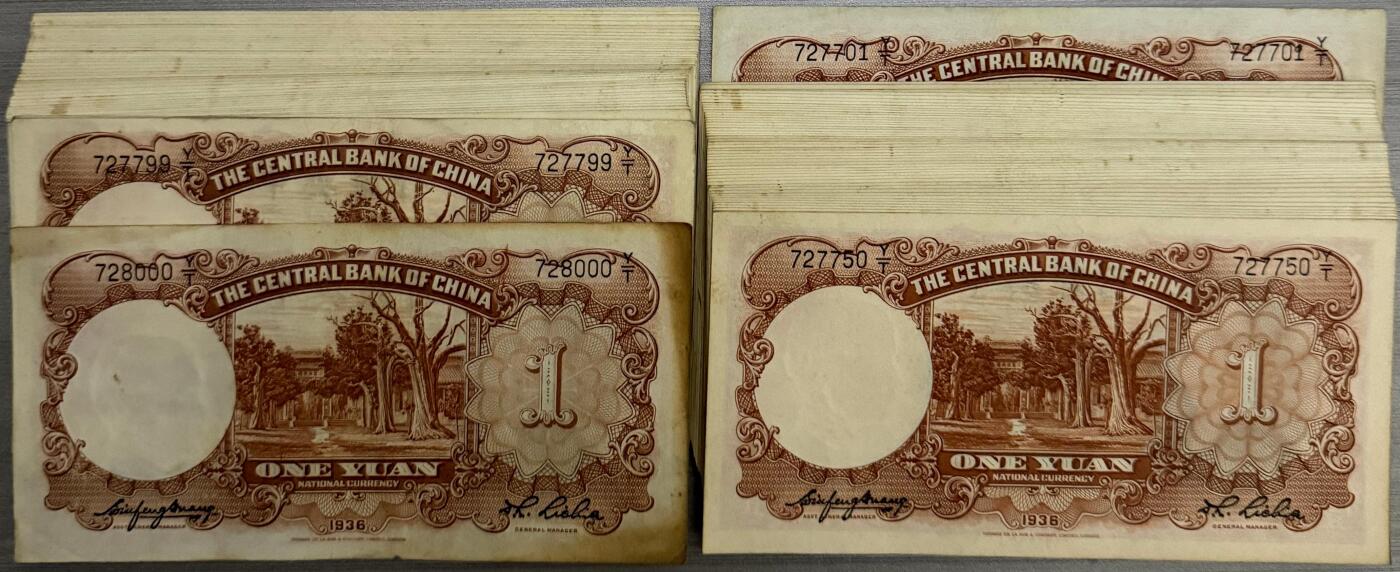 727799 Y/T 727799 Y/T
THE CENTRAL BANK OF CHINA
728000 Y/T 728000 Y/T
THE CENTRAL BANK OF CHINA
1
ONE YUAN
NATIONAL CURRENCY
1936
GENERAL MANAGER
727701 Y/T 727701 Y/T
THE CENTRAL BANK OF CHIN
727750 Y/T 727750 Y/T
THE CENTRAL BANK OF CHINA
1
ONE YUAN
NATIONAL CURRENCY
1936
GENERAL MANAGER